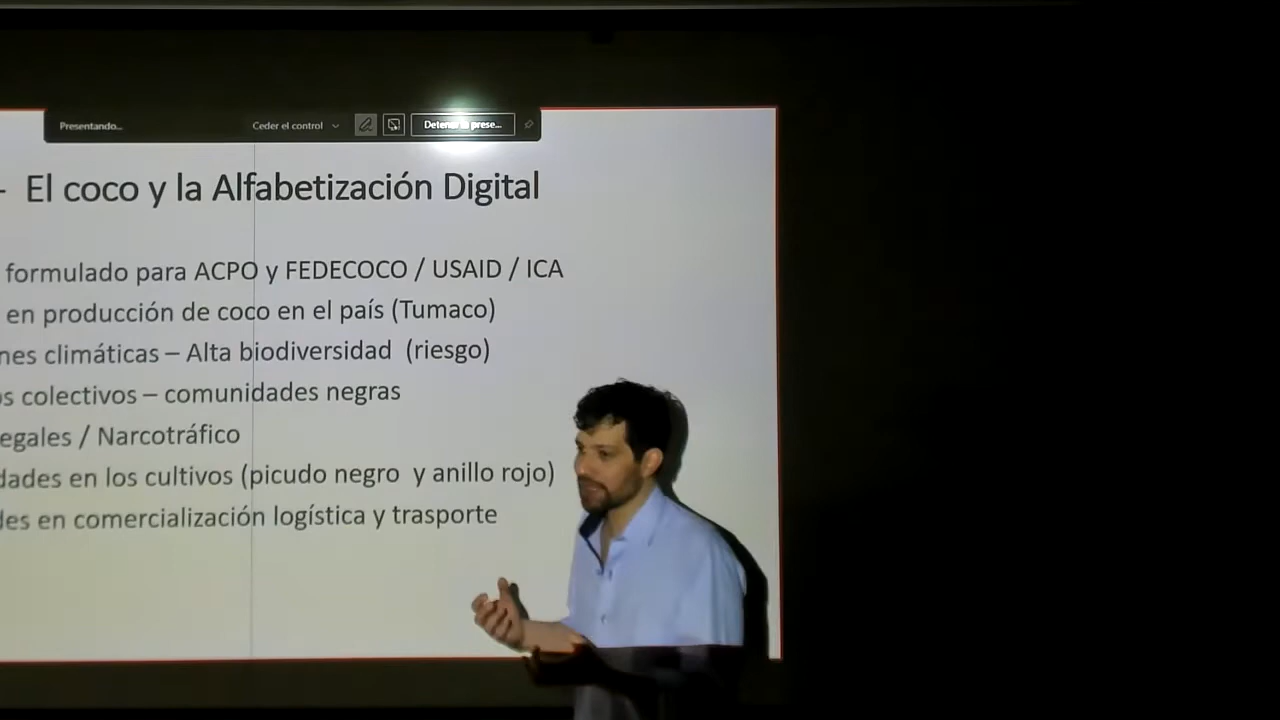 Presentando...
Ceder el control
- El coco y la Alfabetización Digital
formulado para ACPO y FEDECOCO / USAID / ICA
en producción de coco en el país (Tumaco)
nes climáticas – Alta biodiversidad (riesgo)
s colectivos – comunidades negras
egales / Narcotráfico
dades en los cultivos (picudo negro y anillo rojo)
des en comercialización logística y trasporte